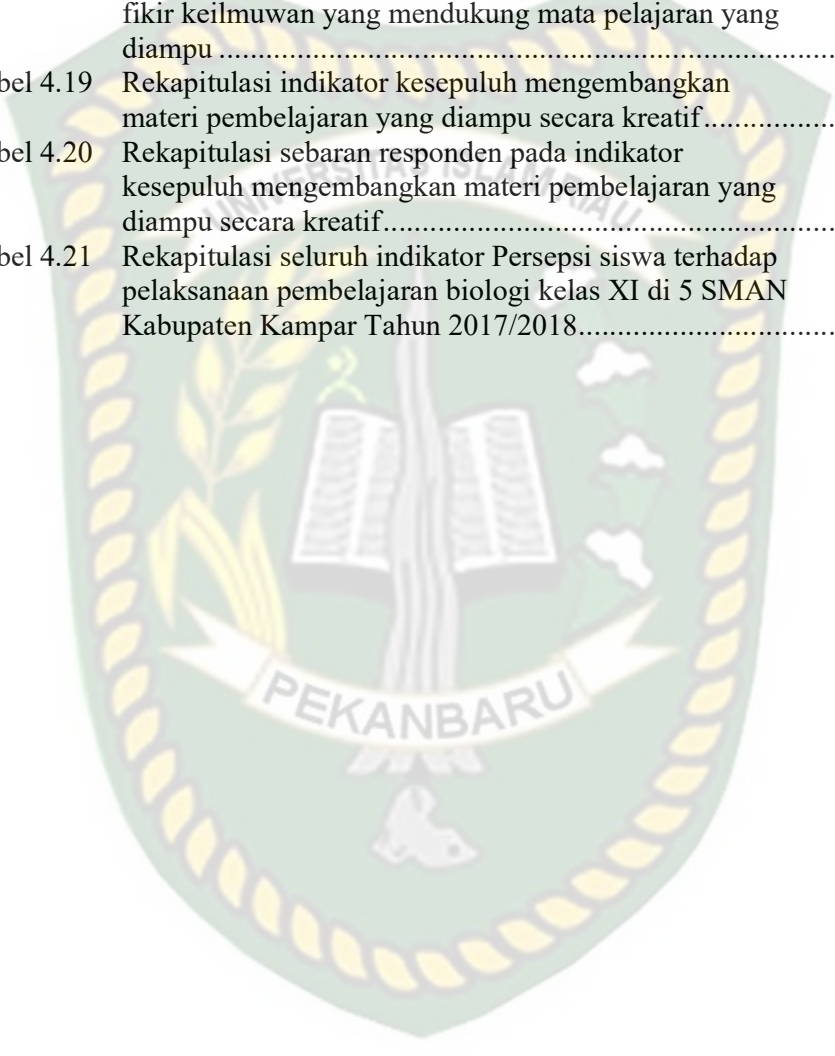 fikir keilmuwan yang mendukung mata pelajaran yang
diampu ................................................................................
bel 4.19 Rekapitulasi indikator kesepuluh mengembangkan
materi pembelajaran yang diampu secara kreatif.................
bel 4.20 Rekapitulasi sebaran responden pada indikator
kesepuluh mengembangkan materi pembelajaran yang
diampu secara kreatif...........................................................
bel 4.21 Rekapitulasi seluruh indikator Persepsi siswa terhadap
pelaksanaan pembelajaran biologi kelas XI di 5 SMAN
Kabupaten Kampar Tahun 2017/2018.................................
UNIVERSITAS ISLAM RIAU
PEKANBARU